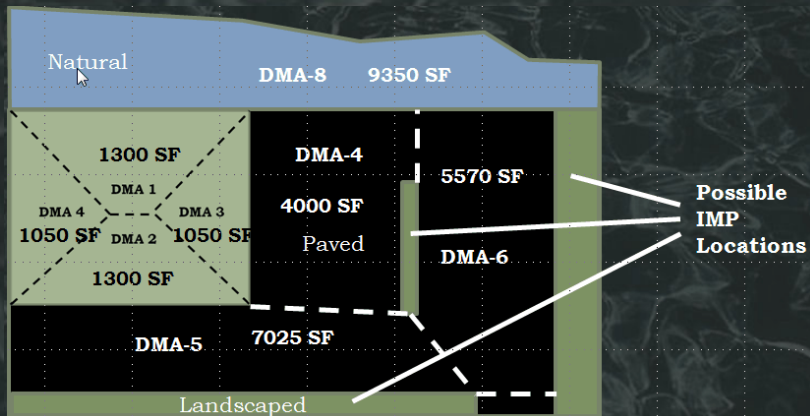 Natural
DMA-8 9350 SF
1300 SF
DMA 1
DMA 4
DMA 3
1050 SF
DMA 2
1050 SF
1300 SF
DMA-4
4000 SF
Paved
5570 SF
DMA-6
Possible
IMP
Locations
DMA-5
7025 SF
Landscaped